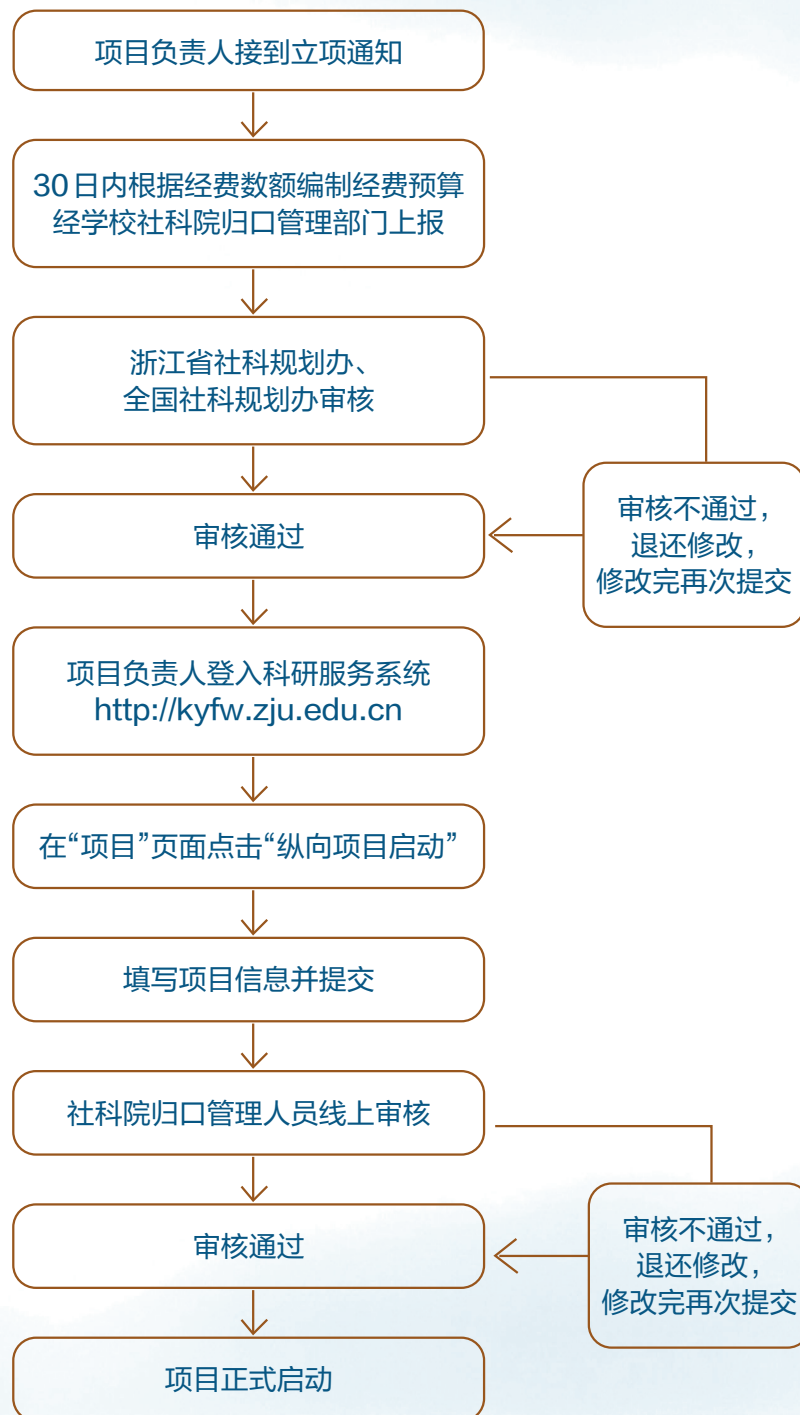 项目负责人接到立项通知
30日内根据经费数额编制经费预算
经学校社科院归口管理部门上报
浙江省社科规划办、
全国社科规划办审核
审核不通过，
退还修改，
修改完再次提交
审核通过
项目负责人登入科研服务系统
http://kyfw.zju.edu.cn
在“项目”页面点击“纵向项目启动”
填写项目信息并提交
社科院归口管理人员线上审核
审核不通过，
退还修改，
修改完再次提交
审核通过
项目正式启动